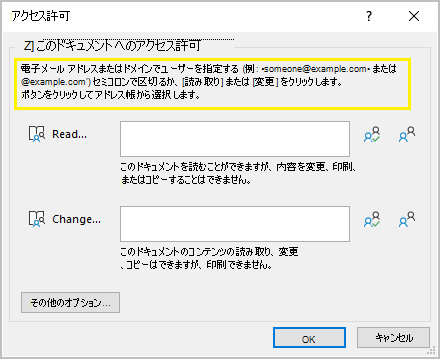 アクセス許可
Z] このドキュメントへのアクセス許可
電子メール アドレスまたはドメインでユーザーを指定する (例: •someone@example.com• または
@example.com") セミコロンで区切るか、[読み取り] または [変更] をクリックします。
ボタンをクリックしてアドレス帳から選択します。
Read...
このドキュメントを読むことができますが、内容を変更、印刷、
またはコピーすることはできません。
Change...
このドキュメントのコンテンツの読み取り、変更
、コピーはできますが、印刷できません。
その他のオプション...
OK
キャンセル